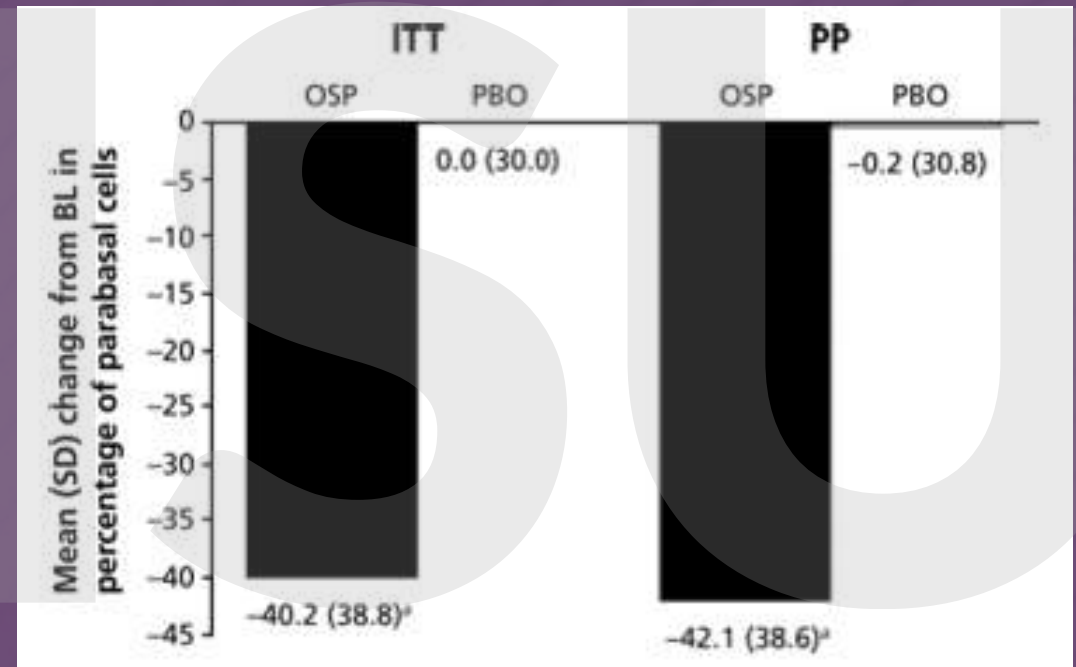 ITT
PP
OSP
PBO
OSP
PBO
Mean (SD) change from BL in
percentage of parabasal cells
0
–5
–10
–15
–20
–25
–30
–35
–40
–45
0.0 (30.0)
–0.2 (30.8)
–40.2 (38.8)ᵃ
–42.1 (38.6)ᵃ
SU